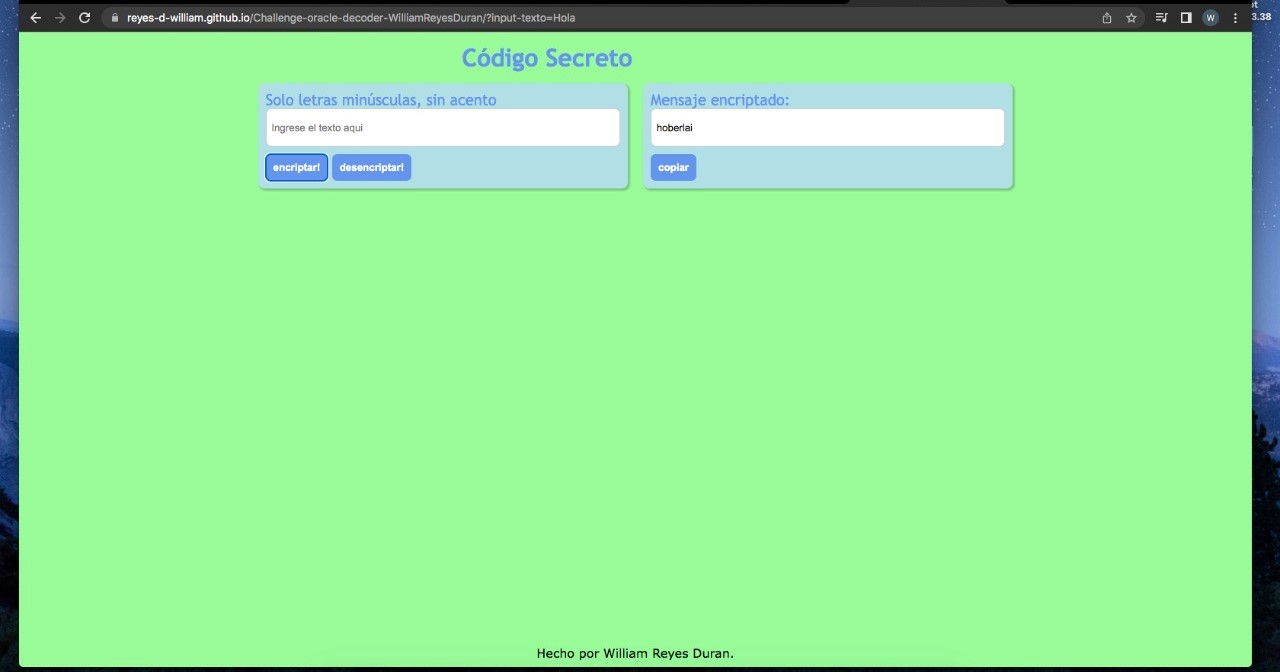 reyes-d-william.github.io/Challenge-oracle-decoder-WilliamReyesDuran/?input-texto=Hola
W
3.38
Código Secreto
Solo letras minúsculas, sin acento
Ingrese el texto aqui
encriptar!
desencriptar!
Mensaje encriptado:
hoberlai
copiar
Hecho por William Reyes Duran.